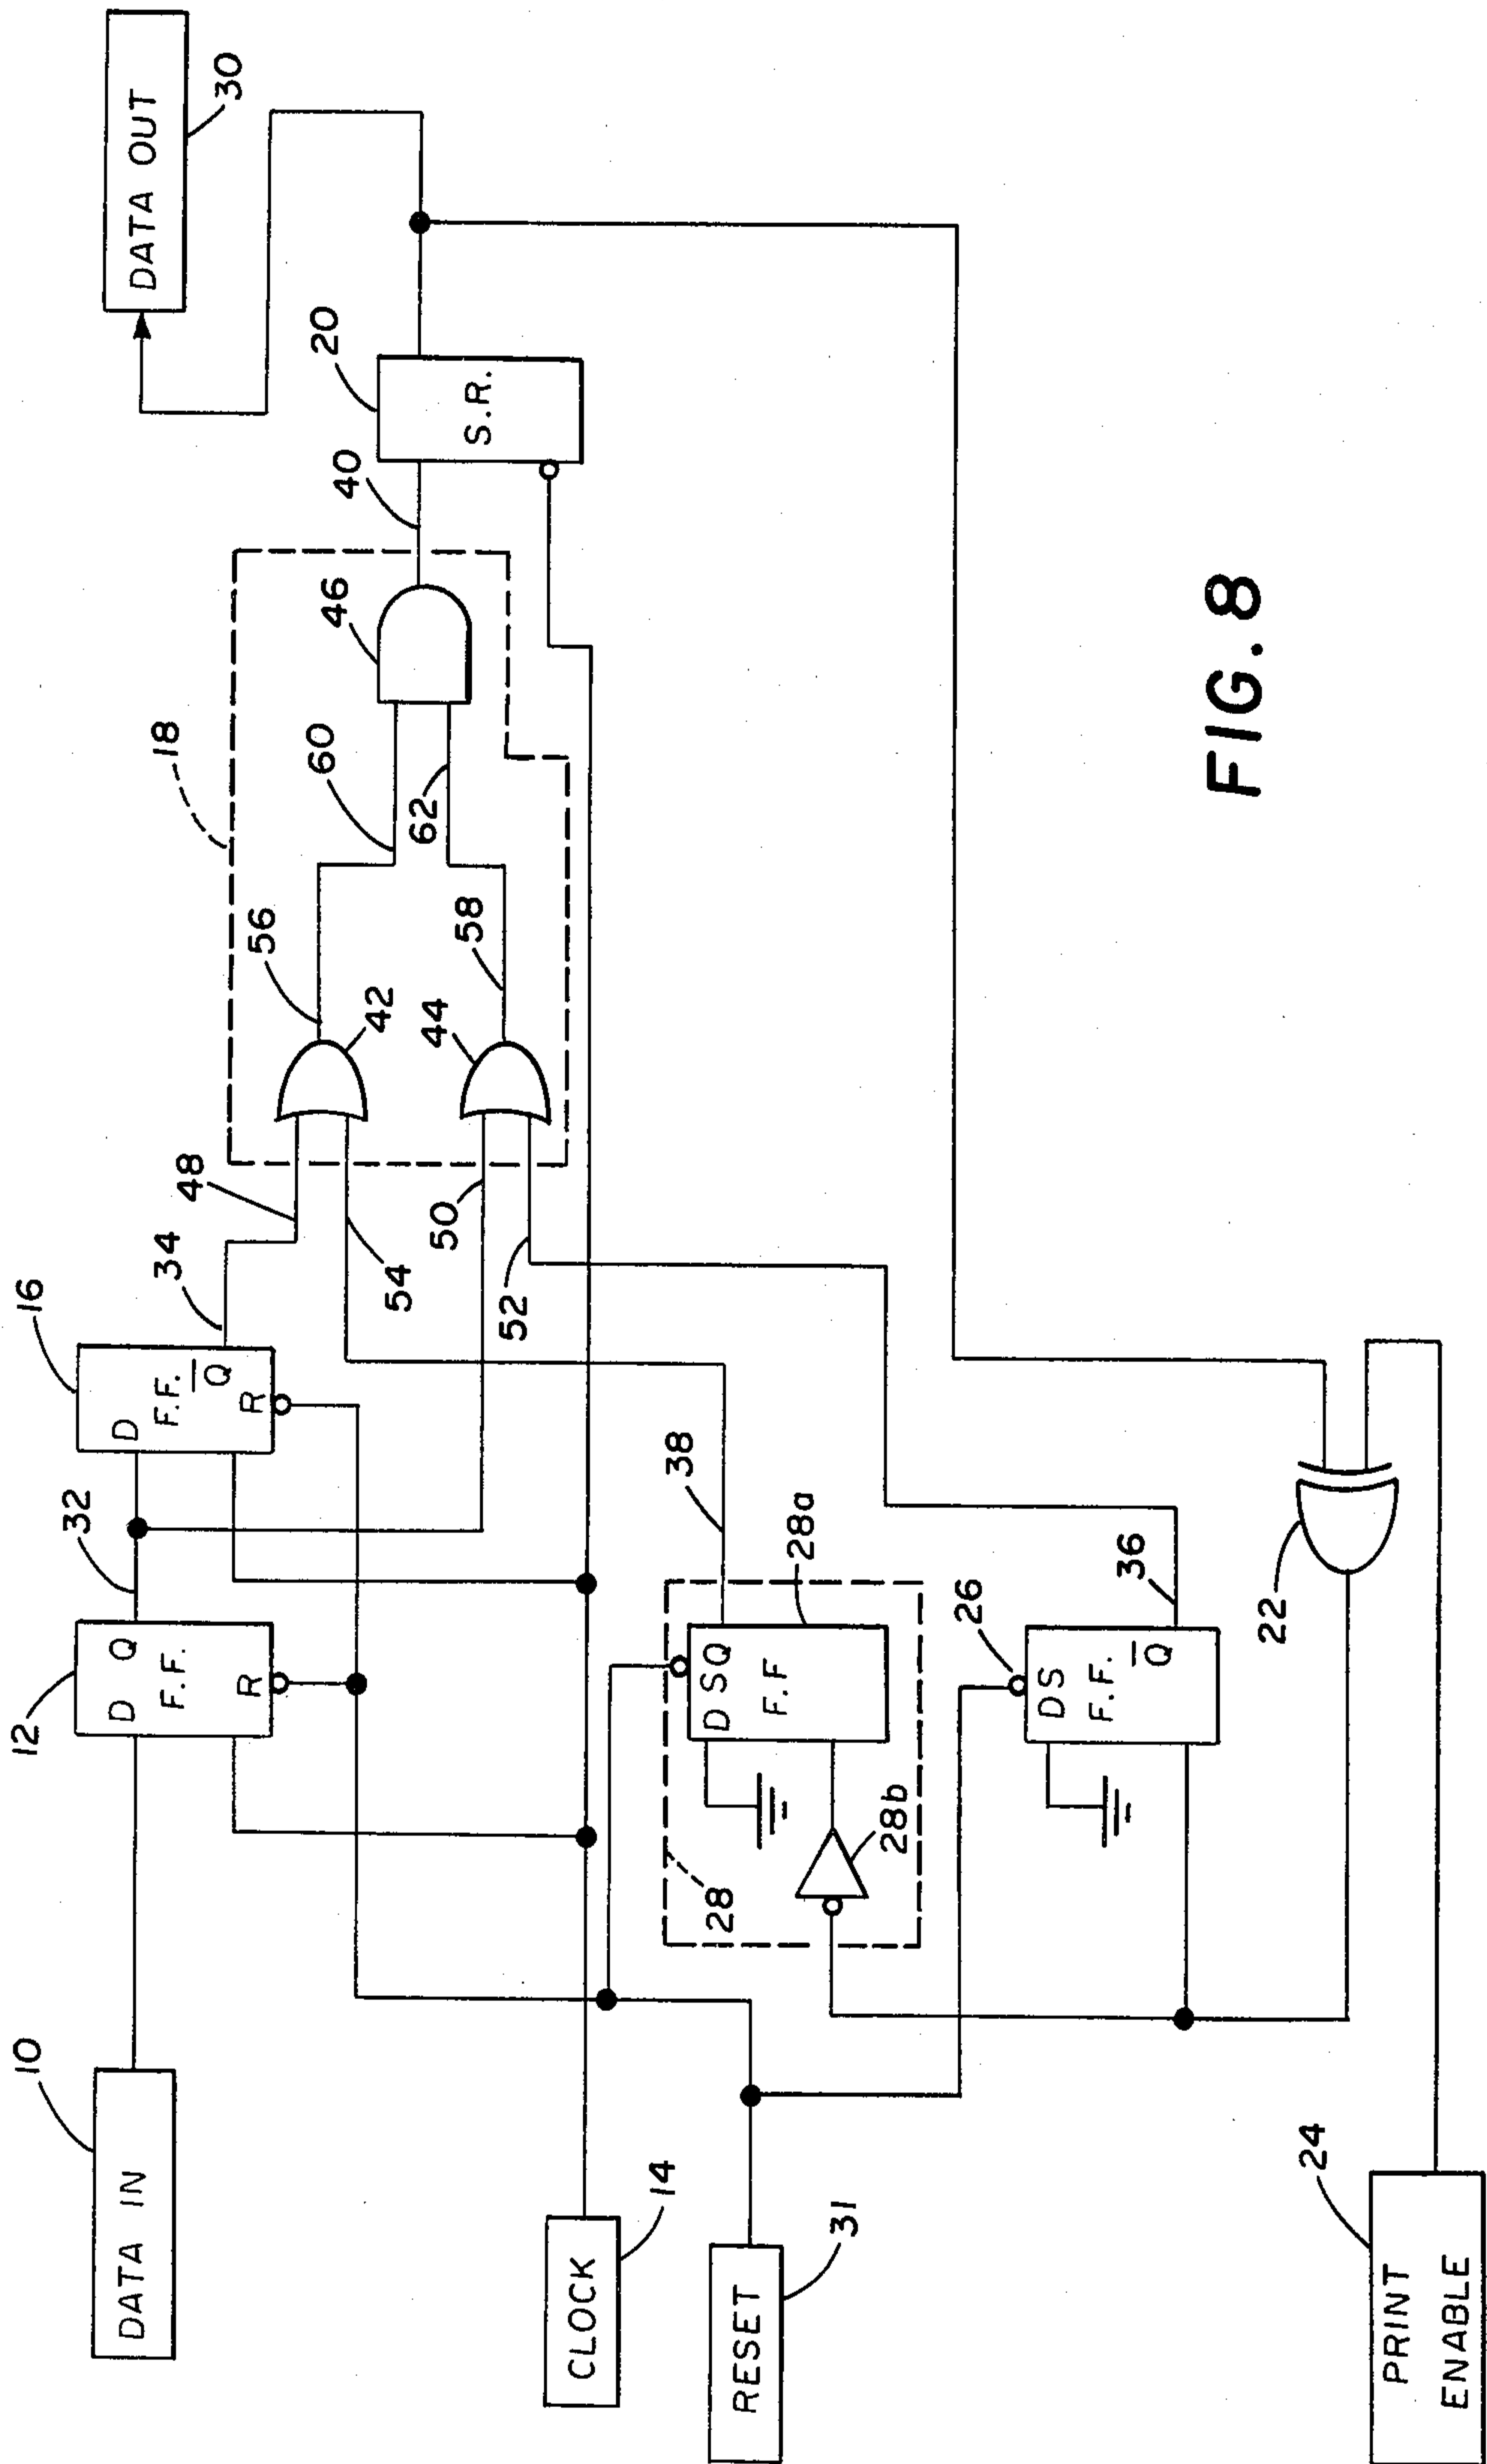 DATA IN
10
CLOCK
14
RESET
31
PRINT
ENABLE
24
12
D Q
F.F.
R
32
16
D
F.F.
Q̅
R
34
48
54
50
52
28
28b
D S Q
F.F
28a
38
26
D S
F.F.
Q̅
36
22
18
42
44
56
58
60
62
46
40
20
S.R.
DATA OUT
30
FIG. 8